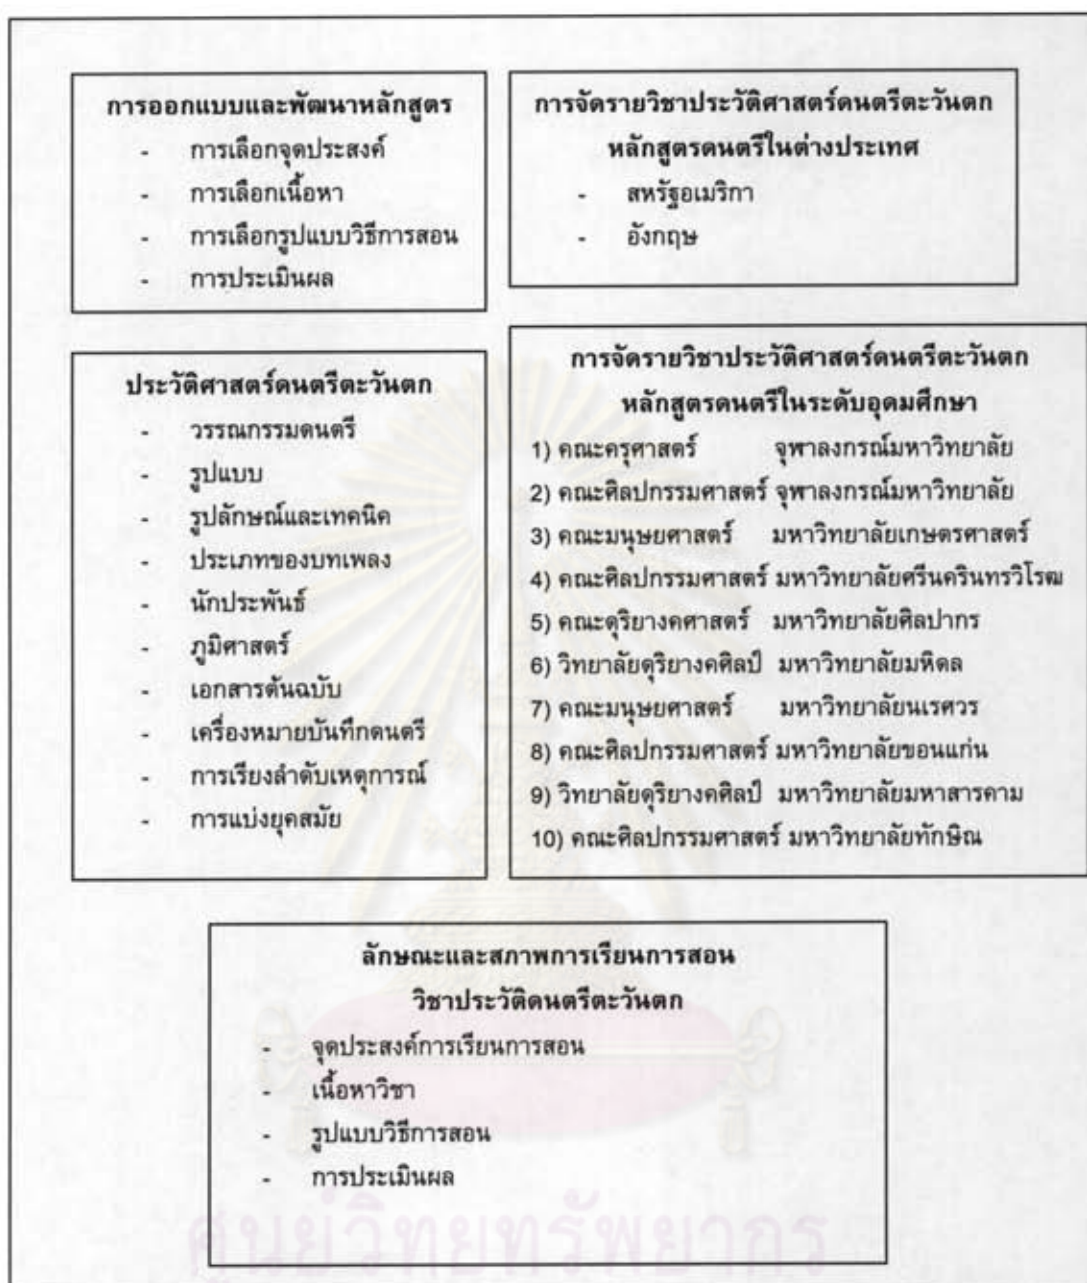 การออกแบบและพัฒนาหลักสูตร
- การเลือกจุดประสงค์
- การเลือกเนื้อหา
- การเลือกรูปแบบวิธีการสอน
- การประเมินผล
การจัดรายวิชาประวัติศาสตร์ดนตรีตะวันตก
หลักสูตรดนตรีในต่างประเทศ
- สหรัฐอเมริกา
- อังกฤษ
ประวัติศาสตร์ดนตรีตะวันตก
- วรรณกรรมดนตรี
- รูปแบบ
- รูปลักษณ์และเทคนิค
- ประเภทของบทเพลง
- นักประพันธ์
- ภูมิศาสตร์
- เอกสารต้นฉบับ
- เครื่องหมายบันทึกดนตรี
- การเรียงลำดับเหตุการณ์
- การแบ่งยุคสมัย
การจัดรายวิชาประวัติศาสตร์ดนตรีตะวันตก
หลักสูตรดนตรีในระดับอุดมศึกษา
1) คณะครุศาสตร์ จุฬาลงกรณ์มหาวิทยาลัย
2) คณะศิลปกรรมศาสตร์ จุฬาลงกรณ์มหาวิทยาลัย
3) คณะมนุษยศาสตร์ มหาวิทยาลัยเกษตรศาสตร์
4) คณะศิลปกรรมศาสตร์ มหาวิทยาลัยศรีนครินทรวิโรฒ
5) คณะดุริยางคศาสตร์ มหาวิทยาลัยศิลปากร
6) วิทยาลัยดุริยางคศิลป์ มหาวิทยาลัยมหิดล
7) คณะมนุษยศาสตร์ มหาวิทยาลัยนเรศวร
8) คณะศิลปกรรมศาสตร์ มหาวิทยาลัยขอนแก่น
9) วิทยาลัยดุริยางคศิลป์ มหาวิทยาลัยมหาสารคาม
10) คณะศิลปกรรมศาสตร์ มหาวิทยาลัยทักษิณ
ลักษณะและสภาพการเรียนการสอน
วิชาประวัติดนตรีตะวันตก
- จุดประสงค์การเรียนการสอน
- เนื้อหาวิชา
- รูปแบบวิธีการสอน
- การประเมินผล
ศูนย์วิทยทรัพยากร